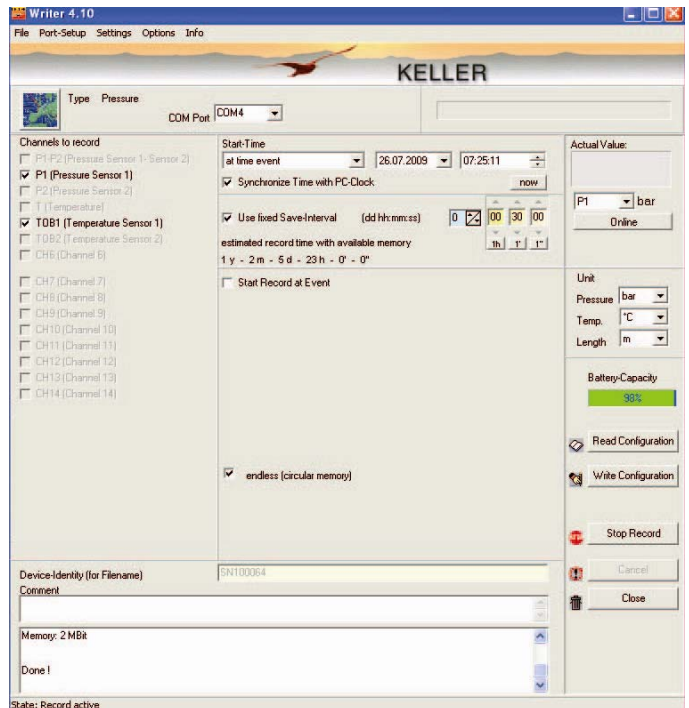 Writer 4.10
File Port-Setup Settings Options Info
KELLER
Type Pressure
COM Port COM4
Channels to record
P1-P2 (Pressure Sensor 1- Sensor 2)
P1 (Pressure Sensor 1)
P2 (Pressure Sensor 2)
T (Temperature)
TOB1 (Temperature Sensor 1)
TOB2 (Temperature Sensor 2)
CH6 (Channel 6)
CH7 (Channel 7)
CH8 (Channel 8)
CH9 (Channel 9)
CH10 (Channel 10)
CH11 (Channel 11)
CH12 (Channel 12)
CH13 (Channel 13)
CH14 (Channel 14)
Start-Time
at time event 26.07.2009 07:25:11
Synchronize Time with PC-Clock now
Use fixed Save-Interval (dd hh:mm:ss) 0 00 30 00
1h 1' 1"
estimated record time with available memory
1 y - 2 m - 5 d - 23 h - 0' - 0"
Start Record at Event
endless (circular memory)
Actual Value:
P1 bar
Online
Unit
Pressure bar
Temp. °C
Length m
Battery-Capacity
98%
Read Configuration
Write Configuration
Stop Record
Cancel
Close
Device-Identity (for Filename) SN100064
Comment
Memory: 2 MBit
Done !
State: Record active